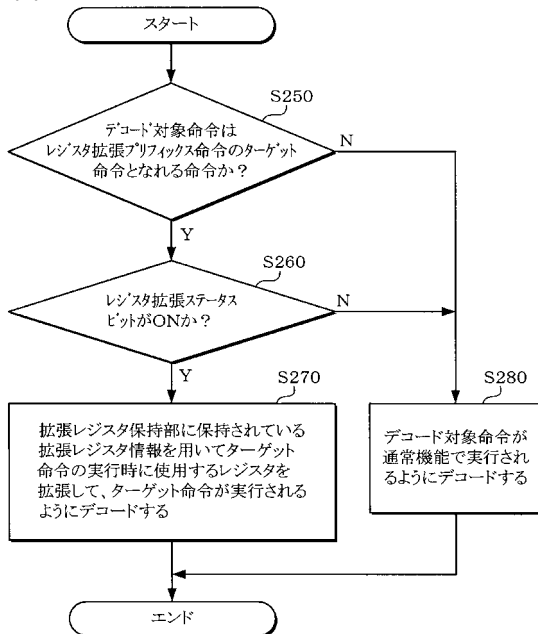 スタート
S250
デコード対象命令は
レジスタ拡張プリフィックス命令のターゲット
命令となれる命令か？
N
Y
S260
レジスタ拡張ステータス
ビットがONか？
N
Y
S270
拡張レジスタ保持部に保持されている
拡張レジスタ情報を用いてターゲット
命令の実行時に使用するレジスタを
拡張して、ターゲット命令が実行される
ようにデコードする
S280
デコード対象命令が
通常機能で実行され
るようにデコードする
エンド